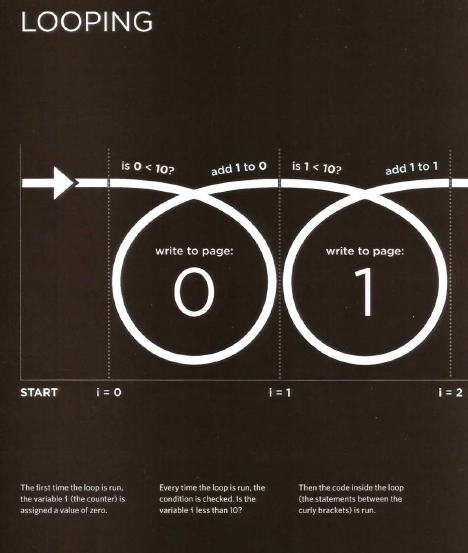 LOOPING
is 0 < 10?
add 1 to 0
is 1 < 10?
add 1 to 1
write to page:
0
write to page:
1
START
i = 0
i = 1
i = 2
The first time the loop is run,
the variable i (the counter) is
assigned a value of zero.
Every time the loop is run, the
condition is checked. Is the
variable i less than 10?
Then the code inside the loop
(the statements between the
curly brackets) is run.